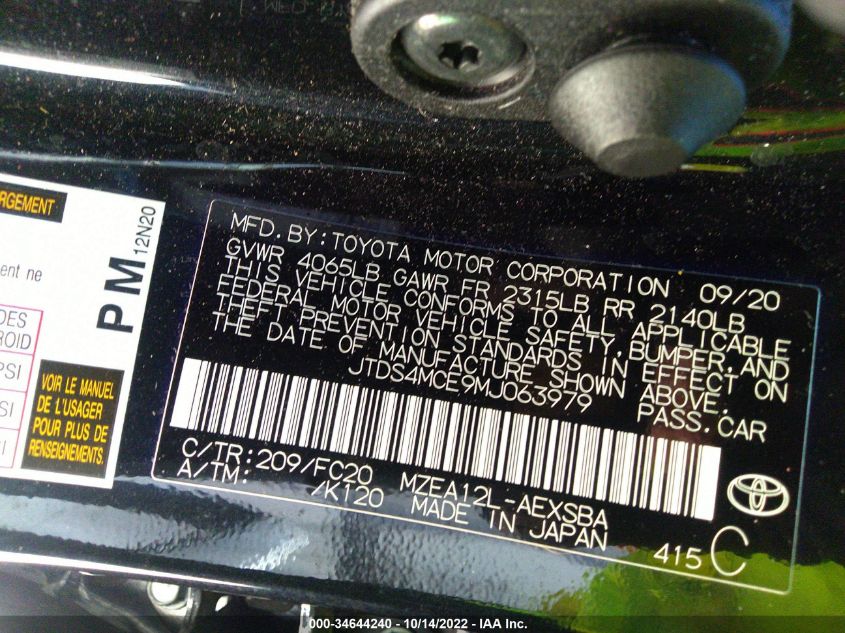 RGEMENT
ent ne
DES
ROID
PSI
SI
SI
VOIR LE MANUEL
DE L'USAGER
POUR PLUS DE
RENSEIGNEMENTS.
PM 12N20
MFD.BY:TOYOTA MOTOR CORPORATION 09/20
GVWR 4065LB GAWR FR 2315LB RR 2140LB
THIS VEHICLE CONFORMS TO ALL APPLICABLE
FEDERAL MOTOR VEHICLE SAFETY,BUMPER,AND
THEFT PREVENTION STANDARDS IN EFFECT ON
THE DATE OF MANUFACTURE SHOWN ABOVE.
JTDS4MCE9MJ063979 PASS.CAR
C/TR:209/FC20 MZEA12L-AEXSBA
A/TM: /K120 MADE IN JAPAN 415 C
000-34644240 - 10/14/2022 - IAA Inc.